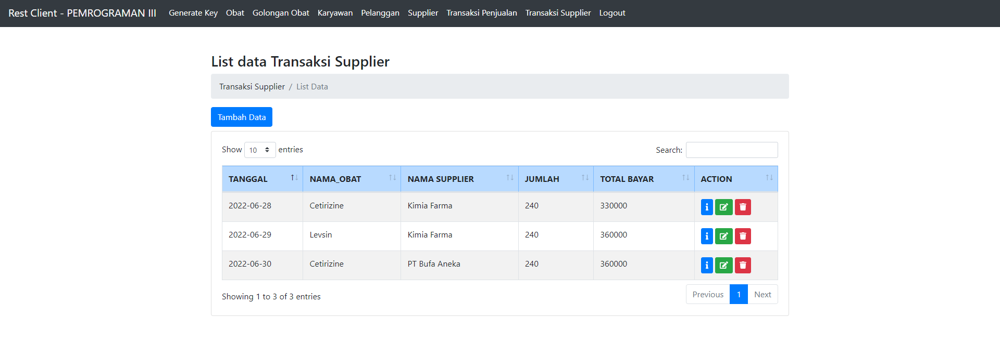 Rest Client - PEMROGRAMAN III Generate Key Obat Golongan Obat Karyawan Pelanggan Supplier Transaksi Penjualan Transaksi Supplier Logout
List data Transaksi Supplier
Transaksi Supplier / List Data
Tambah Data
Show 10 entries Search:
TANGGAL NAMA_OBAT NAMA SUPPLIER JUMLAH TOTAL BAYAR ACTION
2022-06-28 Cetirizine Kimia Farma 240 330000
2022-06-29 Levsin Kimia Farma 240 360000
2022-06-30 Cetirizine PT Bufa Aneka 240 360000
Showing 1 to 3 of 3 entries Previous 1 Next